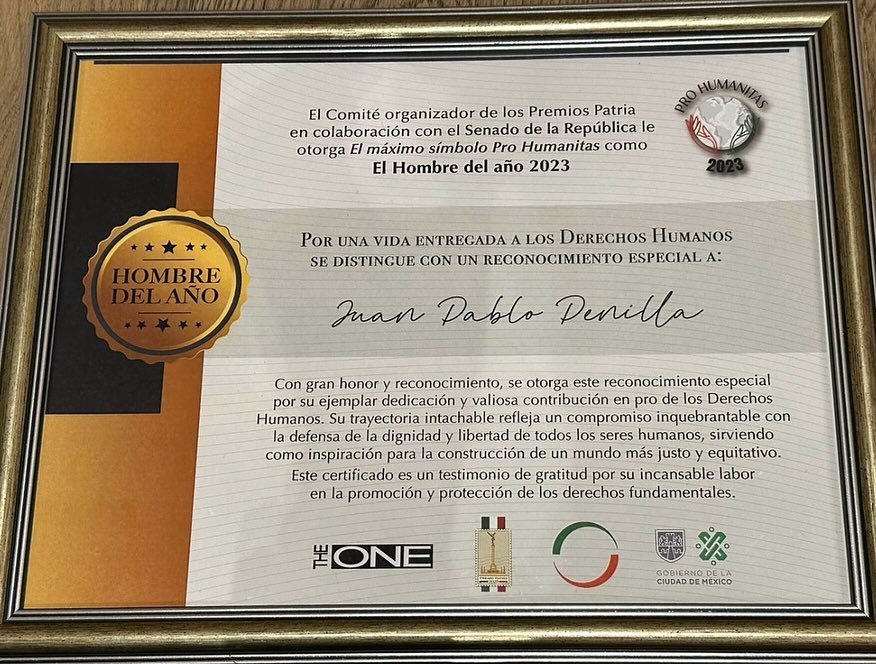 El Comité organizador de los Premios Patria
en colaboración con el Senado de la República le
otorga El máximo símbolo Pro Humanitas como
El Hombre del año 2023
PRO HUMANITAS
2023
HOMBRE
DEL AÑO
Por una vida entregada a los Derechos Humanos
se distingue con un reconocimiento especial a:
Juan Pablo Penilla
Con gran honor y reconocimiento, se otorga este reconocimiento especial
por su ejemplar dedicación y valiosa contribución en pro de los Derechos
Humanos. Su trayectoria intachable refleja un compromiso inquebrantable con
la defensa de la dignidad y libertad de todos los seres humanos, sirviendo
como inspiración para la construcción de un mundo más justo y equitativo.
Este certificado es un testimonio de gratitud por su incansable labor
en la promoción y protección de los derechos fundamentales.
THE ONE
GOBIERNO DE LA
CIUDAD DE MÉXICO